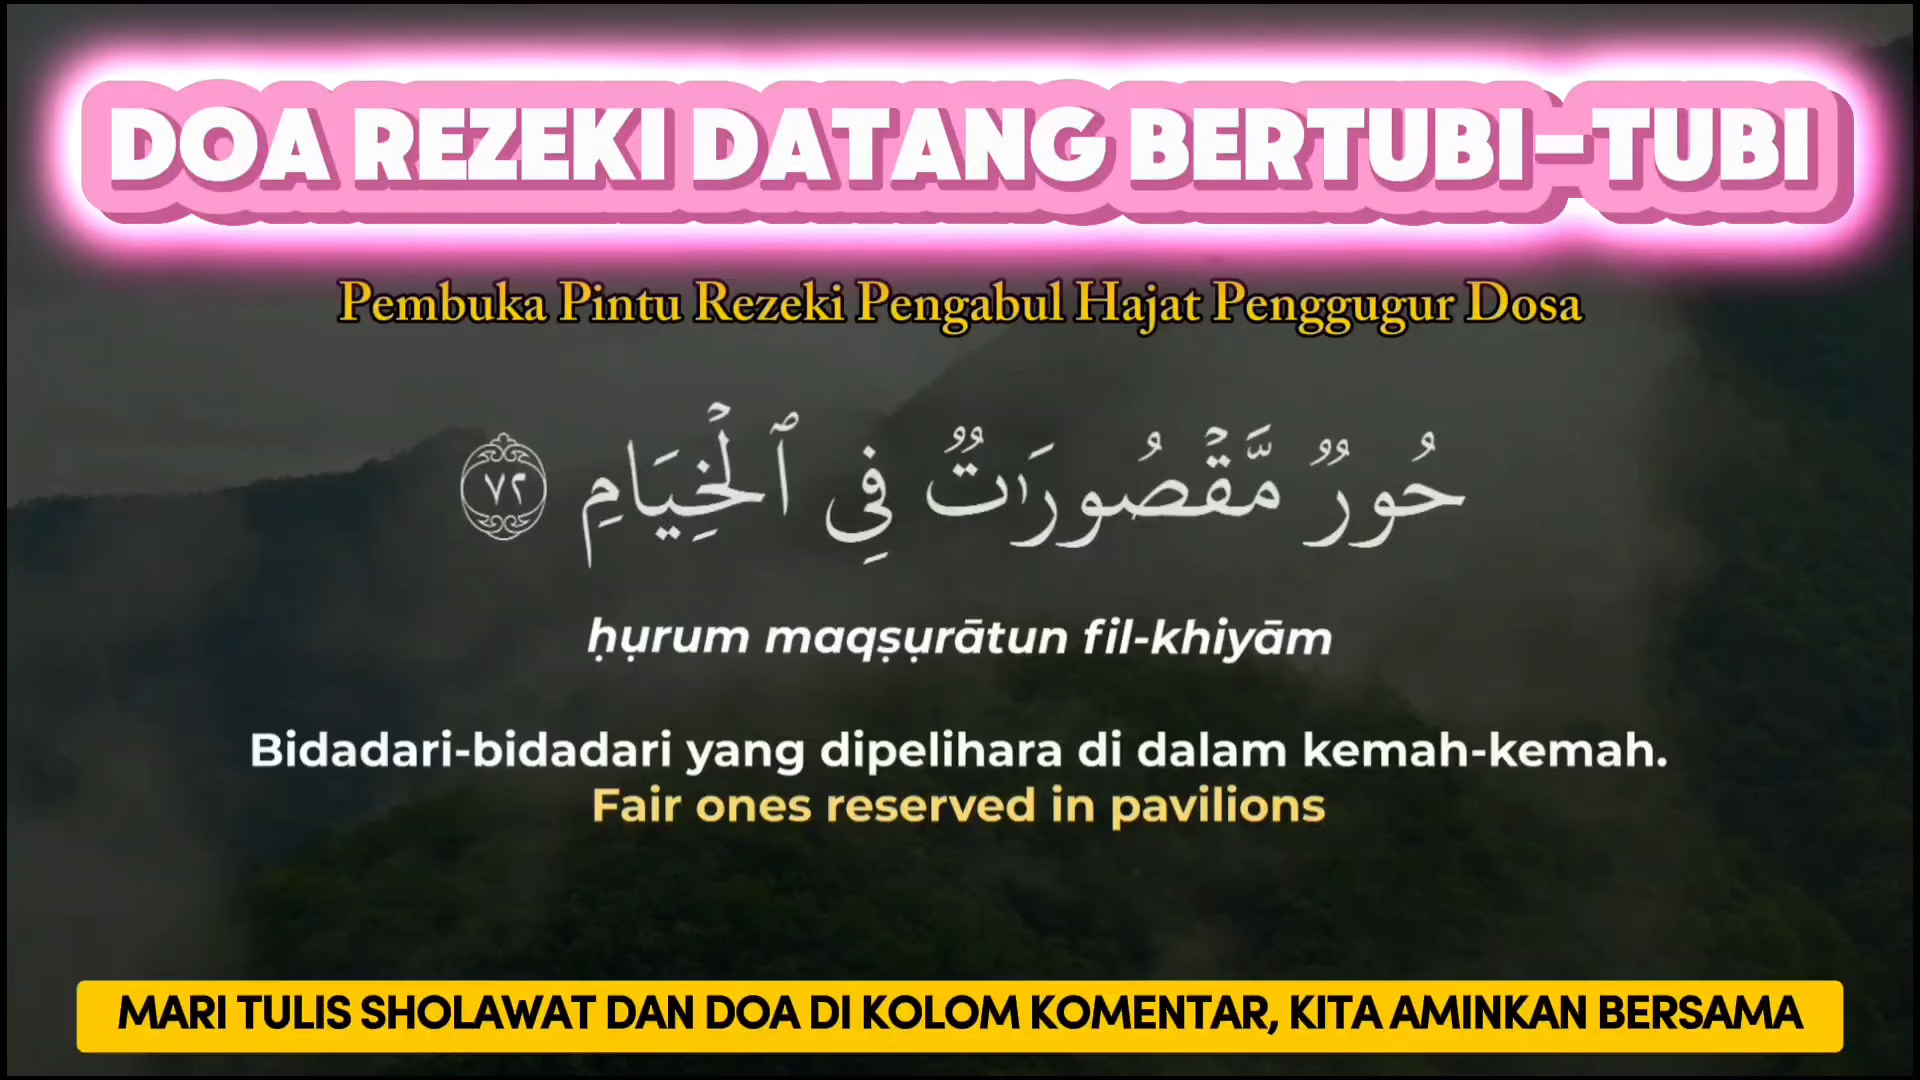 DOA REZEKI DATANG BERTUBI-TUBI
Pembuka Pintu Rezeki Pengabul Hajat Penggugur Dosa
حُورٌ مَّقْصُورَٰتٌ فِى ٱلْخِيَامِ ٧٢
ḥụrum maqṣụrātun fil-khiyām
Bidadari-bidadari yang dipelihara di dalam kemah-kemah.
Fair ones reserved in pavilions
MARI TULIS SHOLAWAT DAN DOA DI KOLOM KOMENTAR, KITA AMINKAN BERSAMA